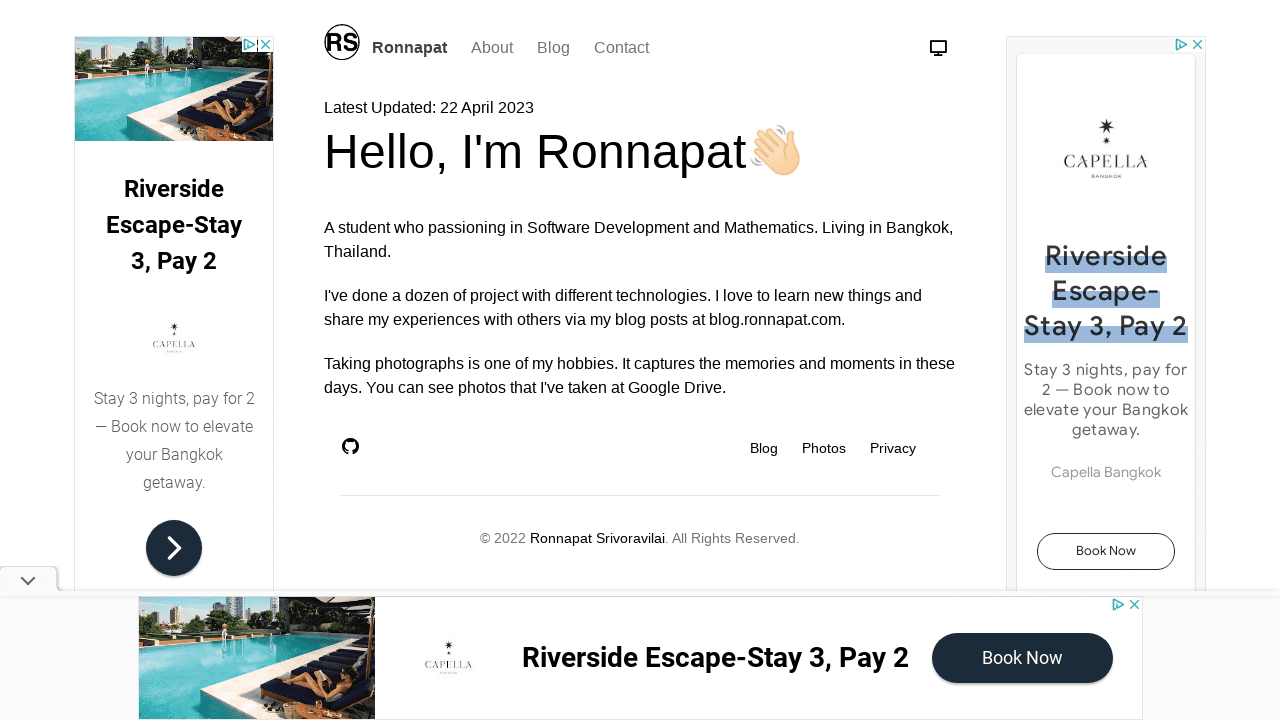 RS
Ronnapat
About
Blog
Contact
Latest Updated: 22 April 2023
Hello, I'm Ronnapat👋🏻
A student who passioning in Software Development and Mathematics. Living in Bangkok,
Thailand.
I've done a dozen of project with different technologies. I love to learn new things and
share my experiences with others via my blog posts at blog.ronnapat.com.
Taking photographs is one of my hobbies. It captures the memories and moments in these
days. You can see photos that I've taken at Google Drive.
Blog
Photos
Privacy
© 2022 Ronnapat Srivoravilai. All Rights Reserved.
Riverside
Escape-Stay
3, Pay 2
CAPELLA
Stay 3 nights, pay for 2
— Book now to elevate
your Bangkok
getaway.
CAPELLA
BANGKOK
Riverside
Escape-
Stay 3, Pay 2
Stay 3 nights, pay for
2 — Book now to
elevate your Bangkok
getaway.
Capella Bangkok
Book Now
CAPELLA
Riverside Escape-Stay 3, Pay 2
Book Now